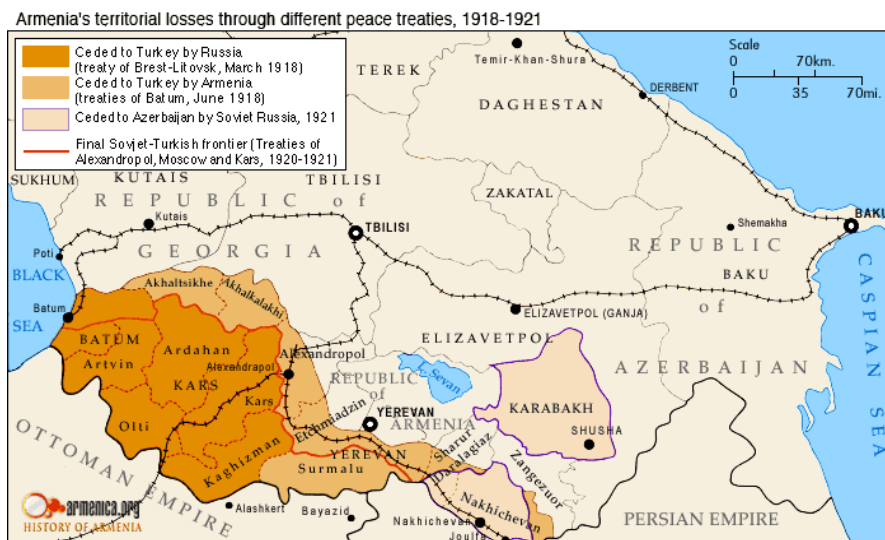 Armenia's territorial losses through different peace treaties, 1918-1921
Ceded to Turkey by Russia
(treaty of Brest-Litovsk, March 1918)
Ceded to Turkey by Armenia
(treaties of Batum, June 1918)
Ceded to Azerbaijan by Soviet Russia, 1921
Final Sovjet-Turkish frontier (Treaties of
Alexandropol, Moscow and Kars, 1920-1921)
Scale
0 70km.
0 35 70mi.
Temir-Khan-Shura
TEREK
DERBENT
DAGHESTAN
SUKHUM
KUTAIS
TBILISI
ZAKATAL
REPUBLIC of
GEORGIA
Kutais
TBILISI
Shemakha
BAKU
Poti
REPUBLIC
BAKU
of
AZERBAIJAN
BLACK
SEA
CASPIAN SEA
Akhaltsikhe
Akhalkalakhi
Batum
ELIZAVETPOL (GANJA)
BATUM
Artvin
Ardahan
ELIZAVETPOL
Alexandropol
Alexandrapol
KARS
REPUBLIC
of
ARMENIA
L. Sevan
Kars
Etchmiadzin
YEREVAN
KARABAKH
SHUSHA
Olti
Kaghizman
YEREVAN
Surmalu
Sharur
Daralagiaz
Zangezuor
OTTOMAN EMPIRE
armenica.org
HISTORY OF ARMENIA
Alashkert
Bayazid
Nakhichevan
Nakhichevan
Joulfa
PERSIAN EMPIRE